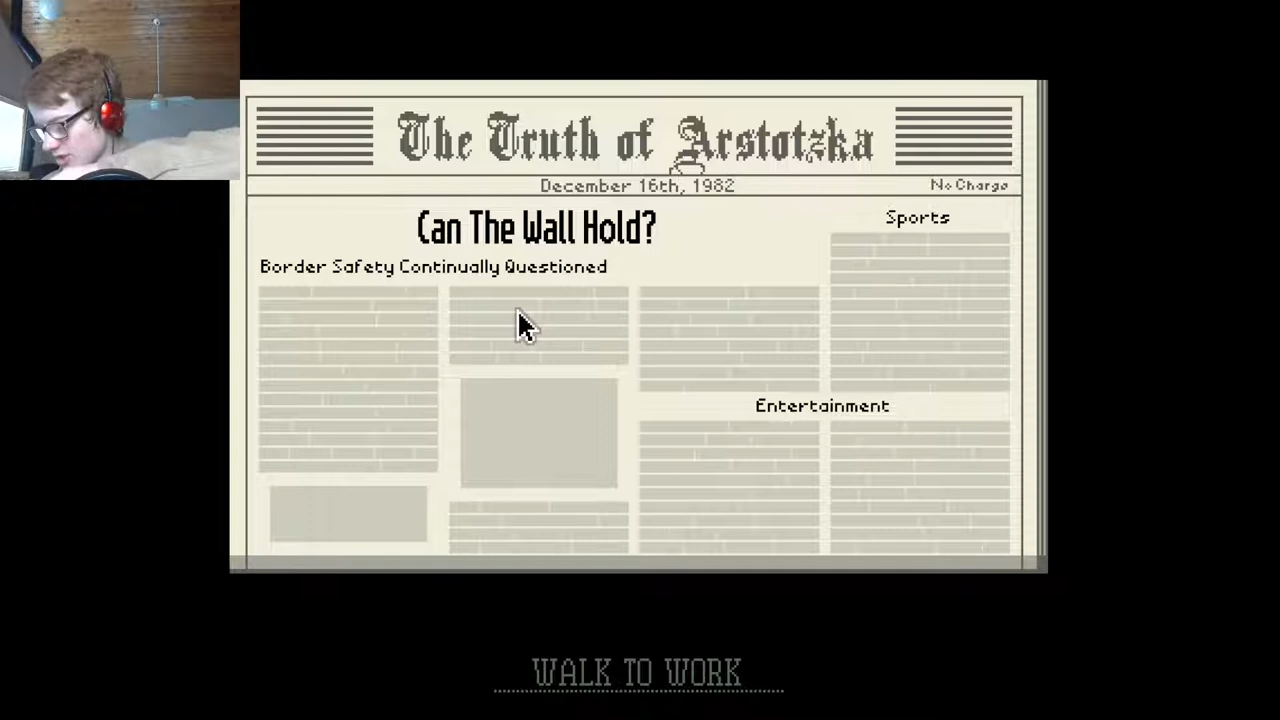 The Truth of Arstotzka
December 16th, 1982
No Charge
Can The Wall Hold?
Border Safety Continually Questioned
Sports
Entertainment
WALK TO WORK